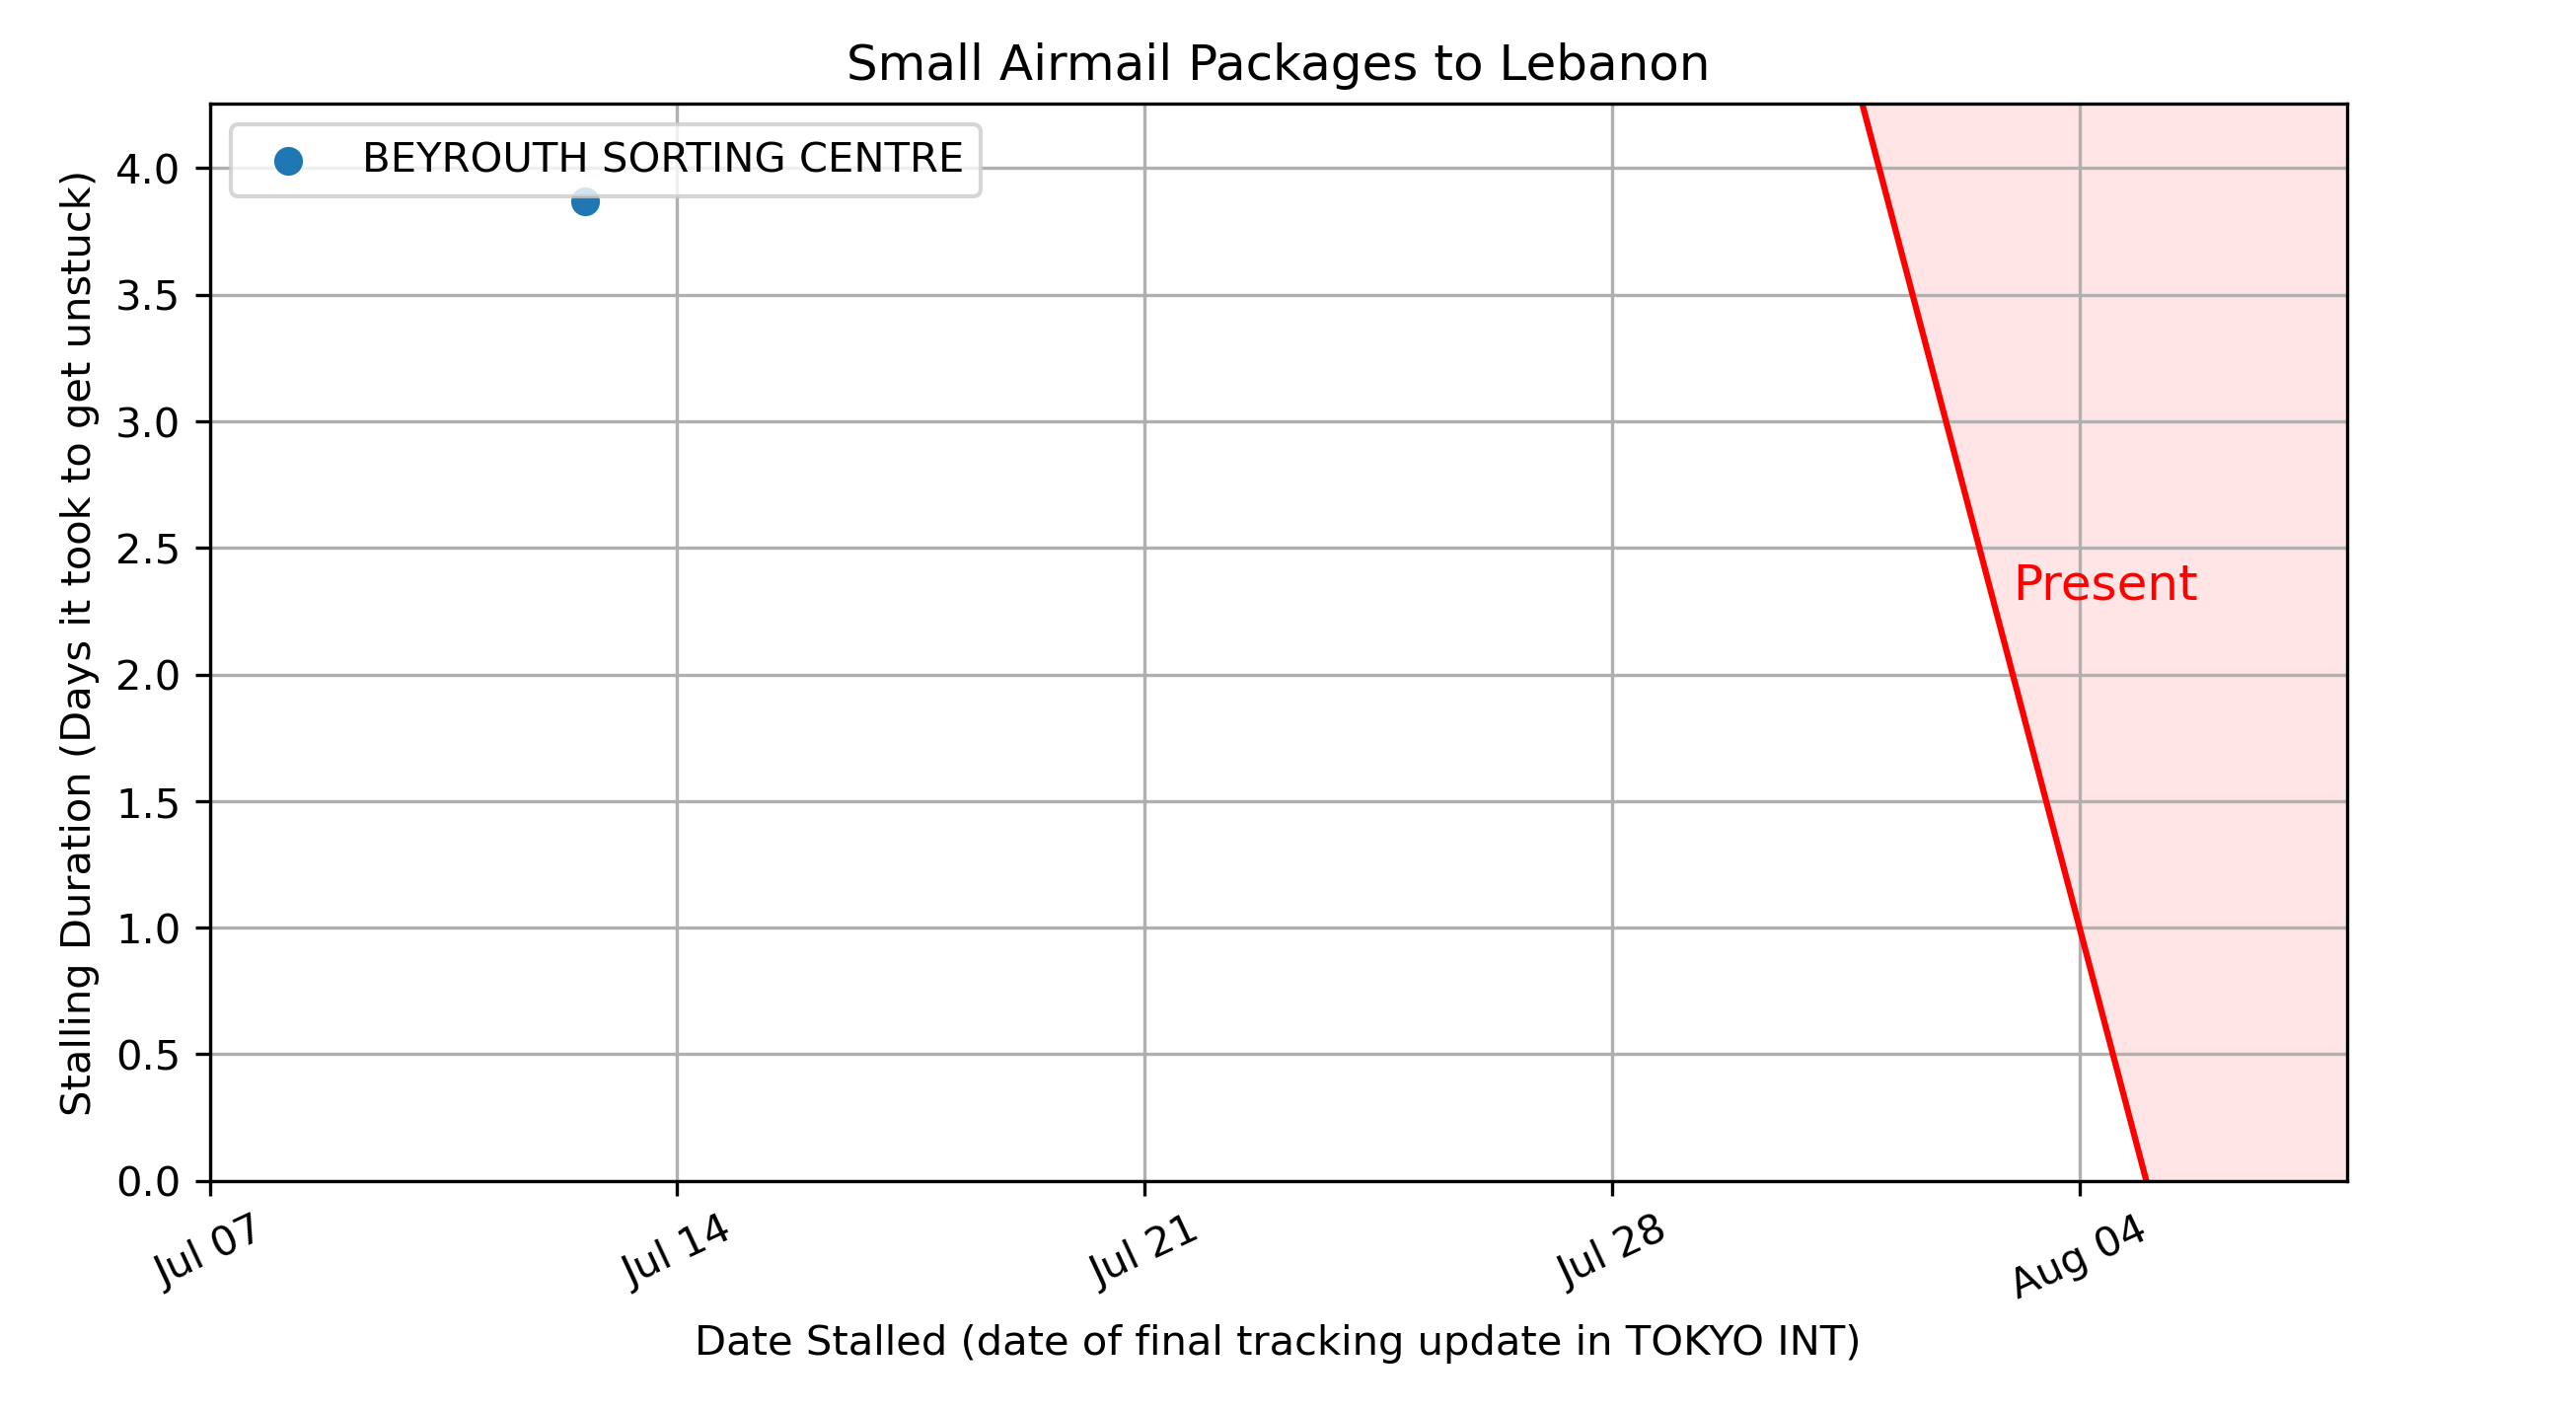 Small Airmail Packages to Lebanon
BEYROUTH SORTING CENTRE
Stalling Duration (Days it took to get unstuck)
4.0
3.5
3.0
2.5
2.0
1.5
1.0
0.5
0.0
Present
Jul 07
Jul 14
Jul 21
Jul 28
Aug 04
Date Stalled (date of final tracking update in TOKYO INT)